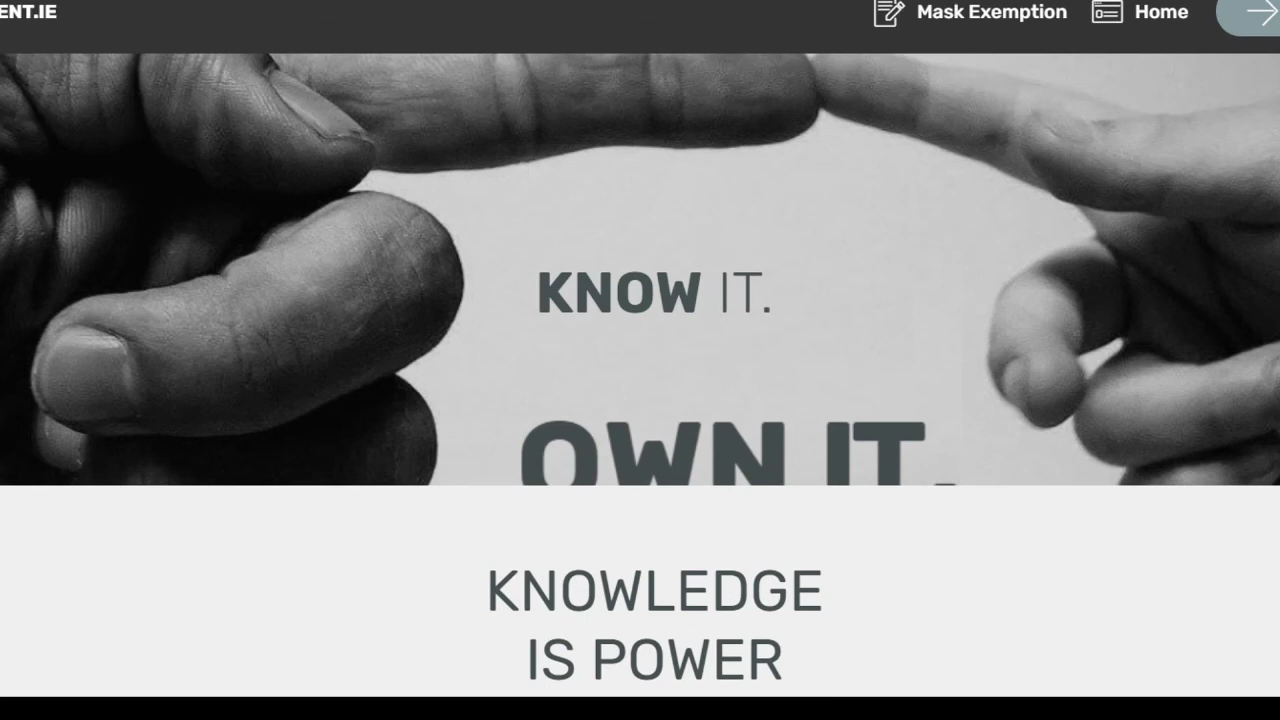 ENT.IE Mask Exemption Home
KNOW IT.
OWN IT.
KNOWLEDGE
IS POWER